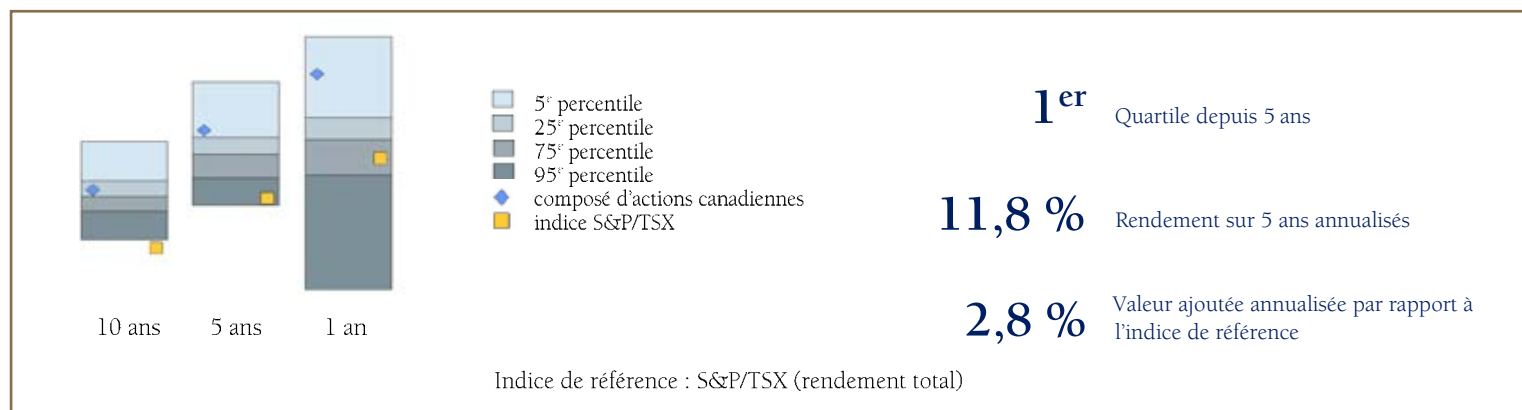 10 ans
5 ans
1 an
5e percentile
25e percentile
75e percentile
95e percentile
composé d'actions canadiennes
indice S&P/TSX
1er Quartile depuis 5 ans
11,8 % Rendement sur 5 ans annualisés
2,8 % Valeur ajoutée annualisée par rapport à
l'indice de référence
Indice de référence : S&P/TSX (rendement total)